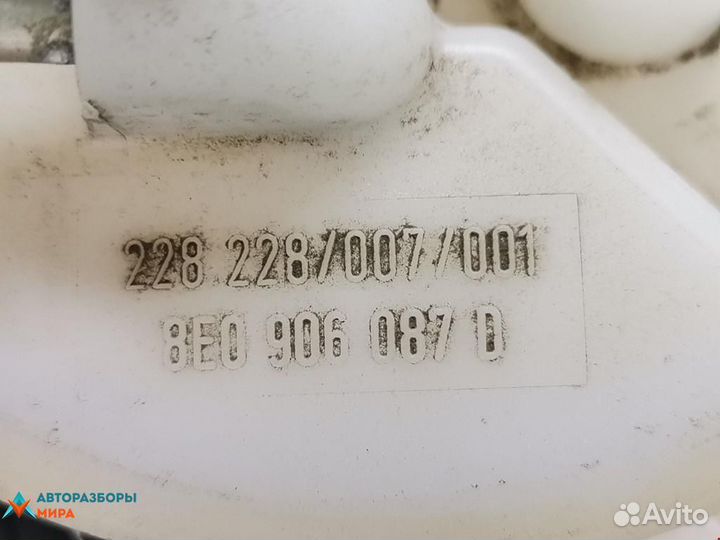 228 228/007/001
8E0 906 087 D
АВТОРАЗБОРЫ
МИРА
Avito